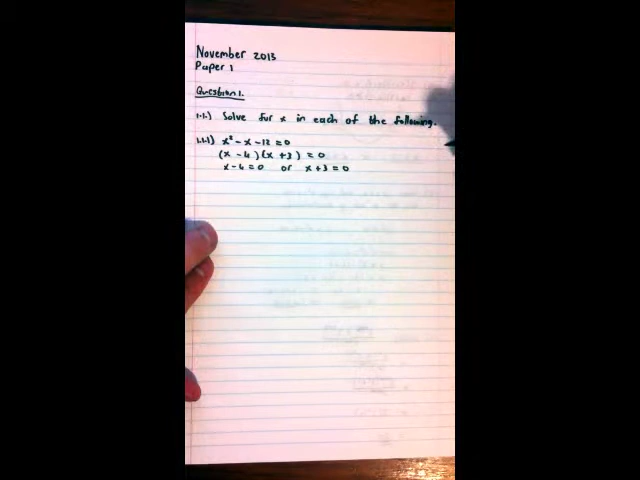 November 2013
Paper 1
Question 1.
1.1.) Solve for x in each of the following.
1.1.1) x² - x - 12 = 0
(x - 4)(x + 3) = 0
x - 4 = 0 or x + 3 = 0